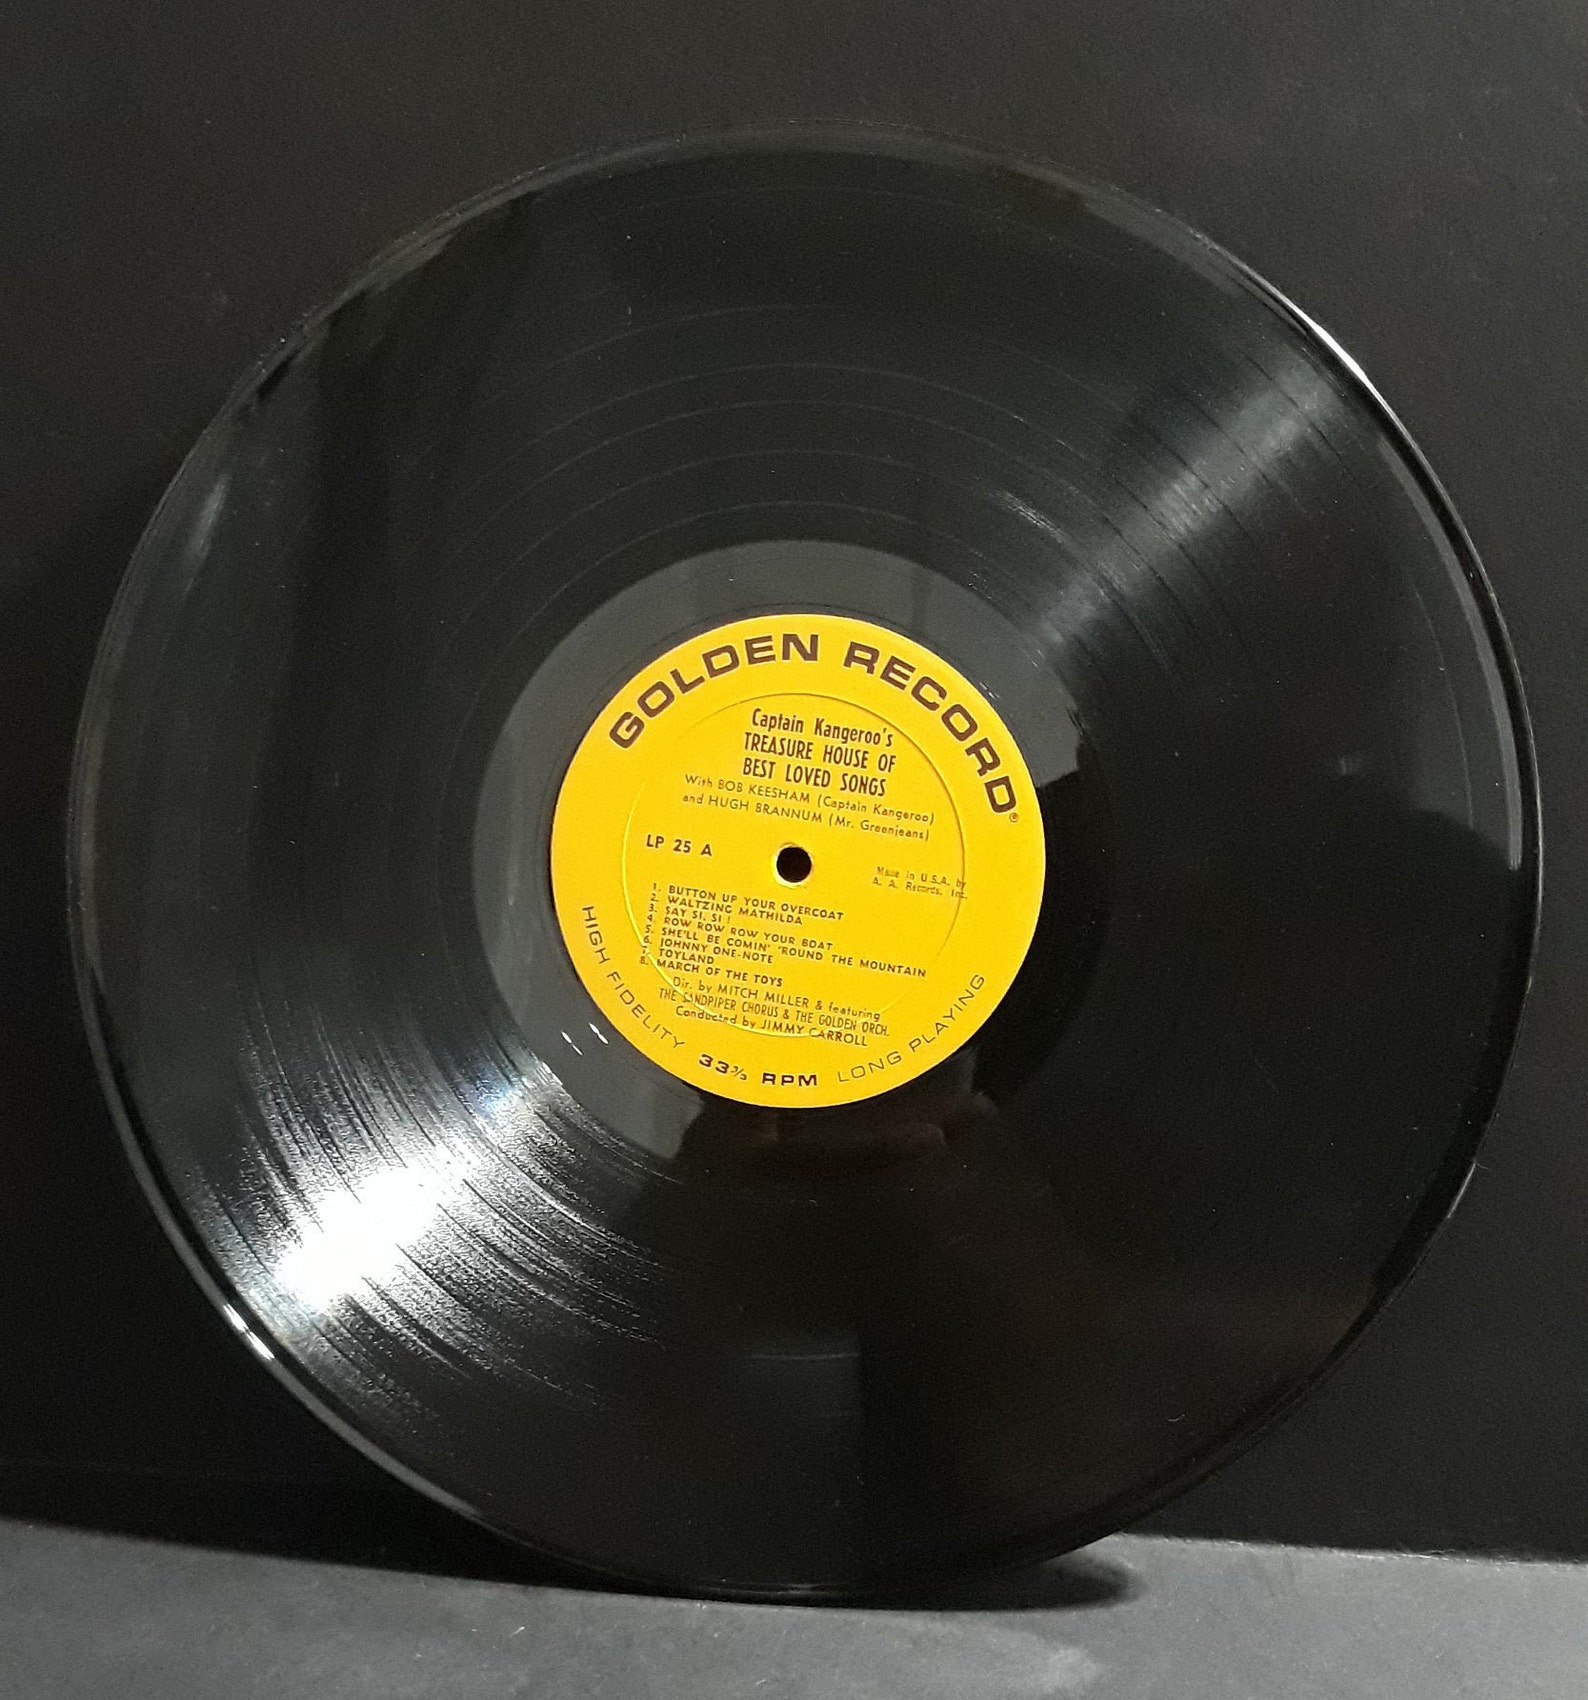 GOLDEN RECORD®
Captain Kangeroo's
TREASURE HOUSE OF
BEST LOVED SONGS
With BOB KEESHAM (Captain Kangeroo)
and HUGH BRANNUM (Mr. Greenjeans)
LP 25 A
Made in U.S.A. by
A. A. Records, Inc.
1. BUTTON UP YOUR OVERCOAT
2. WALTZING MATHILDA
3. SAY SI, SI!
4. ROW ROW ROW YOUR BOAT
5. SHE'LL BE COMIN' 'ROUND THE MOUNTAIN
6. JOHNNY ONE-NOTE
7. TOYLAND
8. MARCH OF THE TOYS
Dir. by MITCH MILLER & featuring
THE SANDPIPER CHORUS & THE GOLDEN ORCH.
Conducted by JIMMY CARROLL
HIGH FIDELITY 33⅓ RPM LONG PLAYING